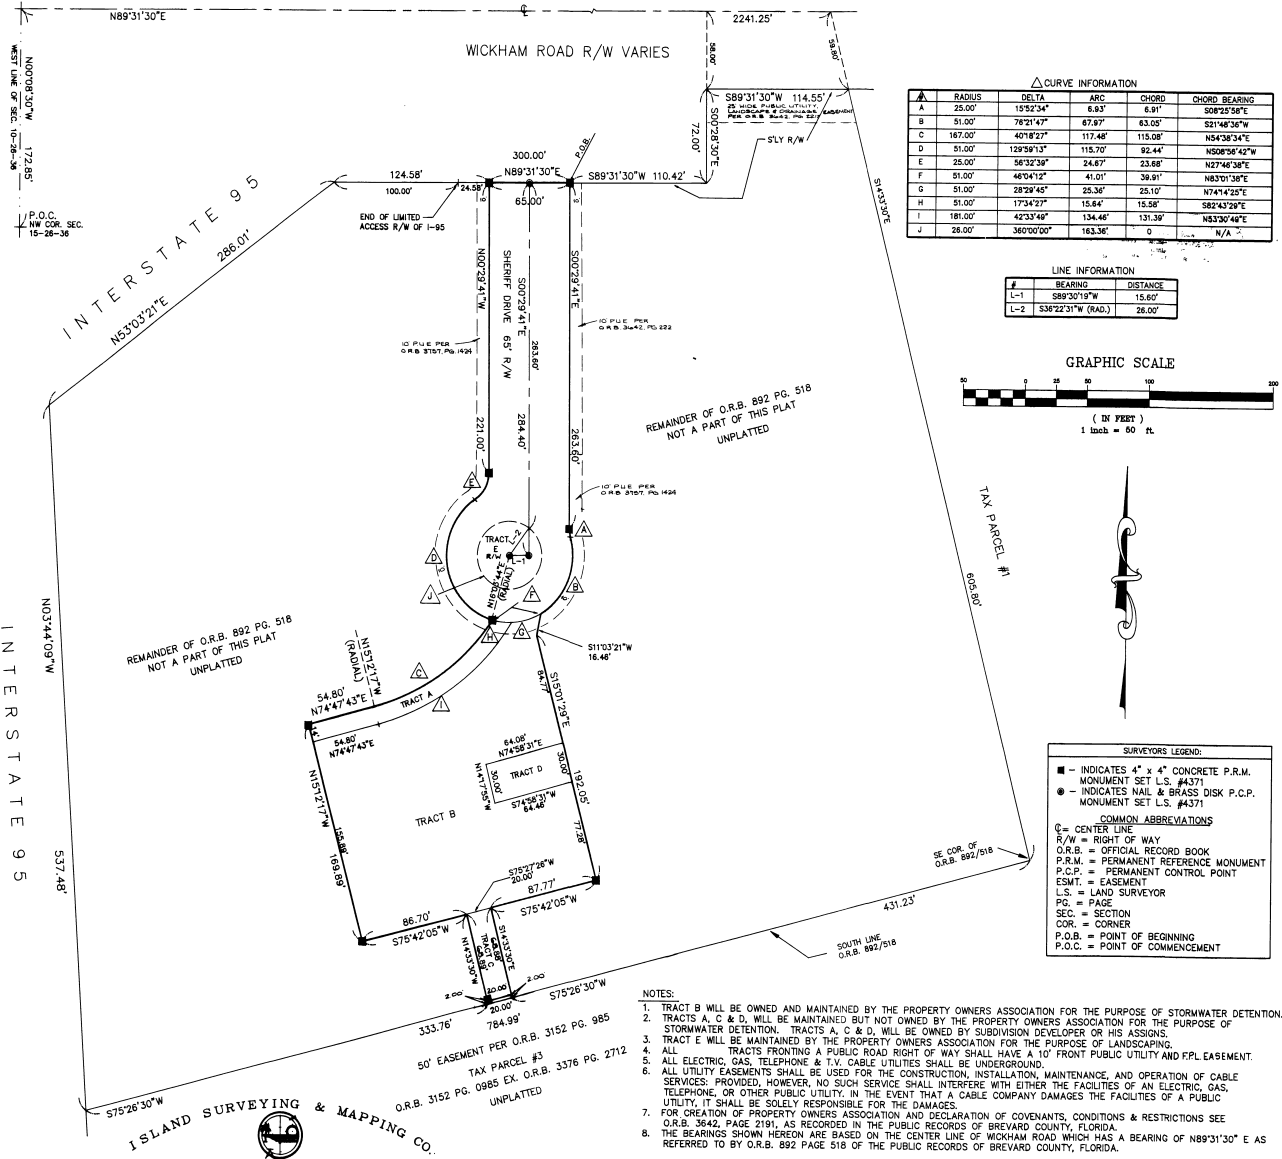 N89°31'30"E
℄
2241.25'
WICKHAM ROAD R/W VARIES
58.00'
59.80'
WEST LINE OF SEC. 10-26-36
N00°08'30"W 172.85'
P.O.C.
NW COR. SEC.
15-26-36
S89°31'30"W 114.55'
25' WIDE PUBLIC UTILITY,
LANDSCAPE & DRAINAGE EASEMENT
PER O.R.B. 3642, PG. 2217
S00°28'30"E
72.00'
S'LY R/W
P.O.B.
300.00'
124.58'
N89°31'30"E
S89°31'30"W 110.42'
100.00'
24.58'
65.00'
END OF LIMITED
ACCESS R/W OF I-95
INTERSTATE 95
286.01'
N53°03'21"E
S14°33'30"E
N00°29'41"W
221.00'
SHERIFF DRIVE 65' R/W
S00°29'41"E
263.60'
284.40'
S00°29'41"E
263.60'
10' P.U.E. PER
O.R.B. 3642, PG. 222
10' P.U.E. PER
O.R.B. 3757, PG. 1424
REMAINDER OF O.R.B. 892 PG. 518
NOT A PART OF THIS PLAT
UNPLATTED
10' P.U.E. PER
O.R.B. 3757, PG. 1424
E
A
TRACT
E
R/W
L-2
L-1
D
B
J
F
N16°05'44"E
(RADIAL)
H
G
S11°03'21"W
16.46'
TAX PARCEL #1
605.80'
N03°44'09"W
537.48'
INTERSTATE 95
REMAINDER OF O.R.B. 892 PG. 518
NOT A PART OF THIS PLAT
UNPLATTED
N15°12'17"W
(RADIAL)
C
54.80'
N74°47'43"E
TRACT A
I
14'
54.80'
N74°47'43"E
84.77'
S15°01'29"E
192.05'
64.08'
N74°58'31"E
TRACT D
30.00'
30.00'
N14°17'55"W
S74°58'31"W
64.46'
77.28'
N15°12'17"W
155.89'
169.89'
TRACT B
S75°27'26"W
20.00'
87.77'
S75°42'05"W
86.70'
S75°42'05"W
N14°33'30"W
68.89'
TRACT C
68.88'
S14°33'30"E
2.00'
20.00'
20.00'
2.00'
SE COR. OF
O.R.B. 892/518
431.23'
SOUTH LINE
O.R.B. 892/518
S75°26'30"W
333.76'
784.99'
50' EASEMENT PER O.R.B. 3152 PG. 985
TAX PARCEL #3
O.R.B. 3152 PG. 0985 EX. O.R.B. 3376 PG. 2712
UNPLATTED
S75°26'30"W
ISLAND SURVEYING & MAPPING CO.
CURVE INFORMATION
# RADIUS DELTA ARC CHORD CHORD BEARING
A 25.00' 15°52'34" 6.93' 6.91' S08°25'58"E
B 51.00' 76°21'47" 67.97' 63.05' S21°48'36"W
C 167.00' 40°18'27" 117.48' 115.08' N54°38'34"E
D 51.00' 129°59'13" 115.70' 92.44' NS08°56'42"W
E 25.00' 56°32'39" 24.67' 23.68' N27°46'38"E
F 51.00' 46°04'12" 41.01' 39.91' N83°01'38"E
G 51.00' 28°29'45" 25.36' 25.10' N74°14'25"E
H 51.00' 17°34'27" 15.64' 15.58' S82°43'29"E
I 181.00' 42°33'49" 134.46' 131.39' N53°30'49"E
J 26.00' 360°00'00" 163.36' 0 N/A
LINE INFORMATION
# BEARING DISTANCE
L-1 S89°30'19"W 15.60'
L-2 S36°22'31"W (RAD.) 26.00'
GRAPHIC SCALE
50 0 25 50 100 200
( IN FEET )
1 inch = 50 ft.
SURVEYORS LEGEND:
■ - INDICATES 4" x 4" CONCRETE P.R.M.
MONUMENT SET L.S. #4371
◉ - INDICATES NAIL & BRASS DISK P.C.P.
MONUMENT SET L.S. #4371
COMMON ABBREVIATIONS
℄ = CENTER LINE
R/W = RIGHT OF WAY
O.R.B. = OFFICIAL RECORD BOOK
P.R.M. = PERMANENT REFERENCE MONUMENT
P.C.P. = PERMANENT CONTROL POINT
ESMT. = EASEMENT
L.S. = LAND SURVEYOR
PG. = PAGE
SEC. = SECTION
COR. = CORNER
P.O.B. = POINT OF BEGINNING
P.O.C. = POINT OF COMMENCEMENT
NOTES:
1. TRACT B WILL BE OWNED AND MAINTAINED BY THE PROPERTY OWNERS ASSOCIATION FOR THE PURPOSE OF STORMWATER DETENTION.
2. TRACTS A, C & D, WILL BE MAINTAINED BUT NOT OWNED BY THE PROPERTY OWNERS ASSOCIATION FOR THE PURPOSE OF
STORMWATER DETENTION. TRACTS A, C & D, WILL BE OWNED BY SUBDIVISION DEVELOPER OR HIS ASSIGNS.
3. TRACT E WILL BE MAINTAINED BY THE PROPERTY OWNERS ASSOCIATION FOR THE PURPOSE OF LANDSCAPING.
4. ALL TRACTS FRONTING A PUBLIC ROAD RIGHT OF WAY SHALL HAVE A 10' FRONT PUBLIC UTILITY AND F.P.L. EASEMENT.
5. ALL ELECTRIC, GAS, TELEPHONE & T.V. CABLE UTILITIES SHALL BE UNDERGROUND.
6. ALL UTILITY EASEMENTS SHALL BE USED FOR THE CONSTRUCTION, INSTALLATION, MAINTENANCE, AND OPERATION OF CABLE
SERVICES: PROVIDED, HOWEVER, NO SUCH SERVICE SHALL INTERFERE WITH EITHER THE FACILITIES OF AN ELECTRIC, GAS,
TELEPHONE, OR OTHER PUBLIC UTILITY. IN THE EVENT THAT A CABLE COMPANY DAMAGES THE FACILITIES OF A PUBLIC
UTILITY, IT SHALL BE SOLELY RESPONSIBLE FOR THE DAMAGES.
7. FOR CREATION OF PROPERTY OWNERS ASSOCIATION AND DECLARATION OF COVENANTS, CONDITIONS & RESTRICTIONS SEE
O.R.B. 3642, PAGE 2191, AS RECORDED IN THE PUBLIC RECORDS OF BREVARD COUNTY, FLORIDA.
8. THE BEARINGS SHOWN HEREON ARE BASED ON THE CENTER LINE OF WICKHAM ROAD WHICH HAS A BEARING OF N89°31'30" E AS
REFERRED TO BY O.R.B. 892 PAGE 518 OF THE PUBLIC RECORDS OF BREVARD COUNTY, FLORIDA.